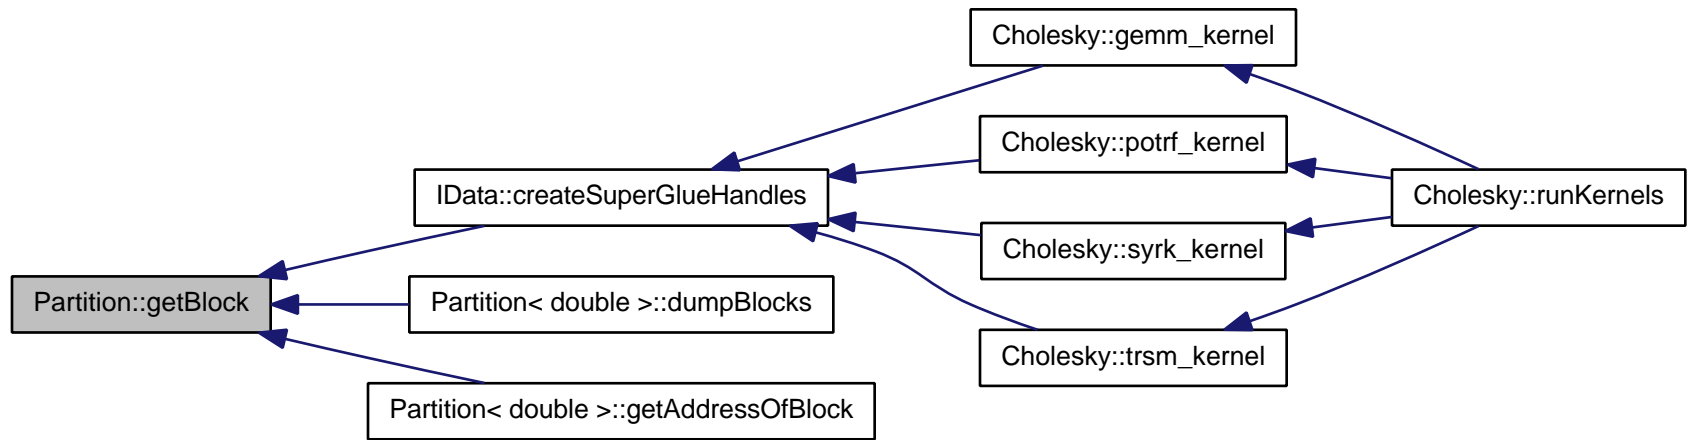 Cholesky::gemm_kernel
Cholesky::potrf_kernel
IData::createSuperGlueHandles
Cholesky::runKernels
Cholesky::syrk_kernel
Partition::getBlock
Partition< double >::dumpBlocks
Cholesky::trsm_kernel
Partition< double >::getAddressOfBlock